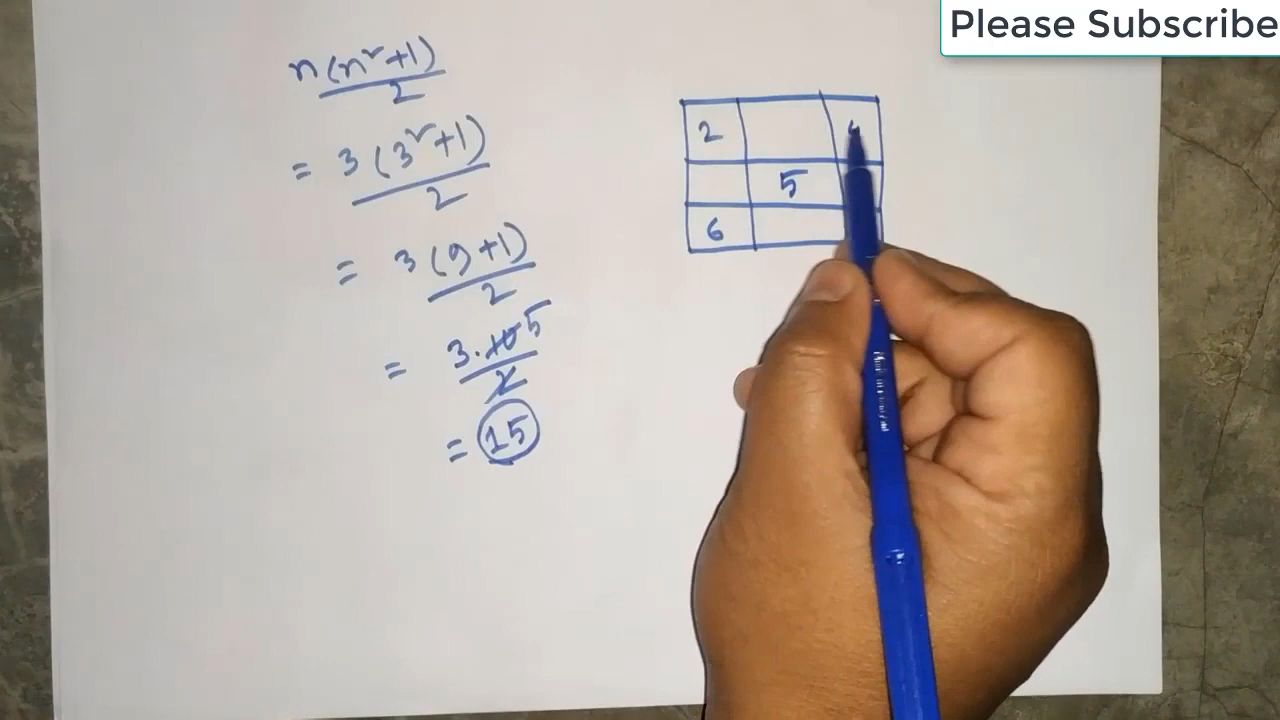 Please Subscribe
n(n²+1)/2
= 3(3²+1)/2
= 3(9+1)/2
= 3·10 5/2
= 15
2
5
6